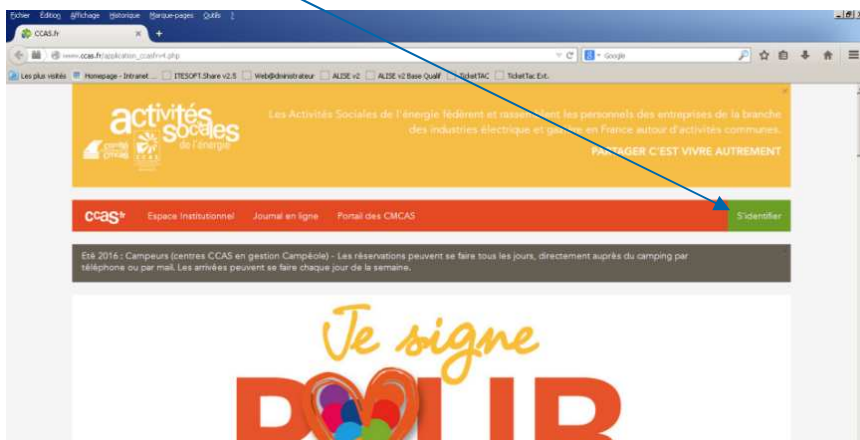 Fichier Édition Affichage Historique Marque-pages Outils ?
CCAS.fr
www.ccas.fr/application_ccasfr+4.php
Google
Les plus visités Homepage - Intranet ... ITESOFT.Share v2.5 Web@dministrateur ALISE v2 ALISE v2 Base Qualif TicketTAC TicketTac Ext.
activités
sociales
de l'énergie
Les Activités Sociales de l'énergie fédèrent et rassemblent les personnels des entreprises de la branche
des industries électrique et gazière en France autour d'activités communes.
PARTAGER C'EST VIVRE AUTREMENT
ccas fr Espace Institutionnel Journal en ligne Portail des CMCAS S'identifier
Eté 2016 : Campeurs (centres CCAS en gestion Campéole) - Les réservations peuvent se faire tous les jours, directement auprès du camping par
téléphone ou par mail. Les arrivées peuvent se faire chaque jour de la semaine.
Je signe
POUR